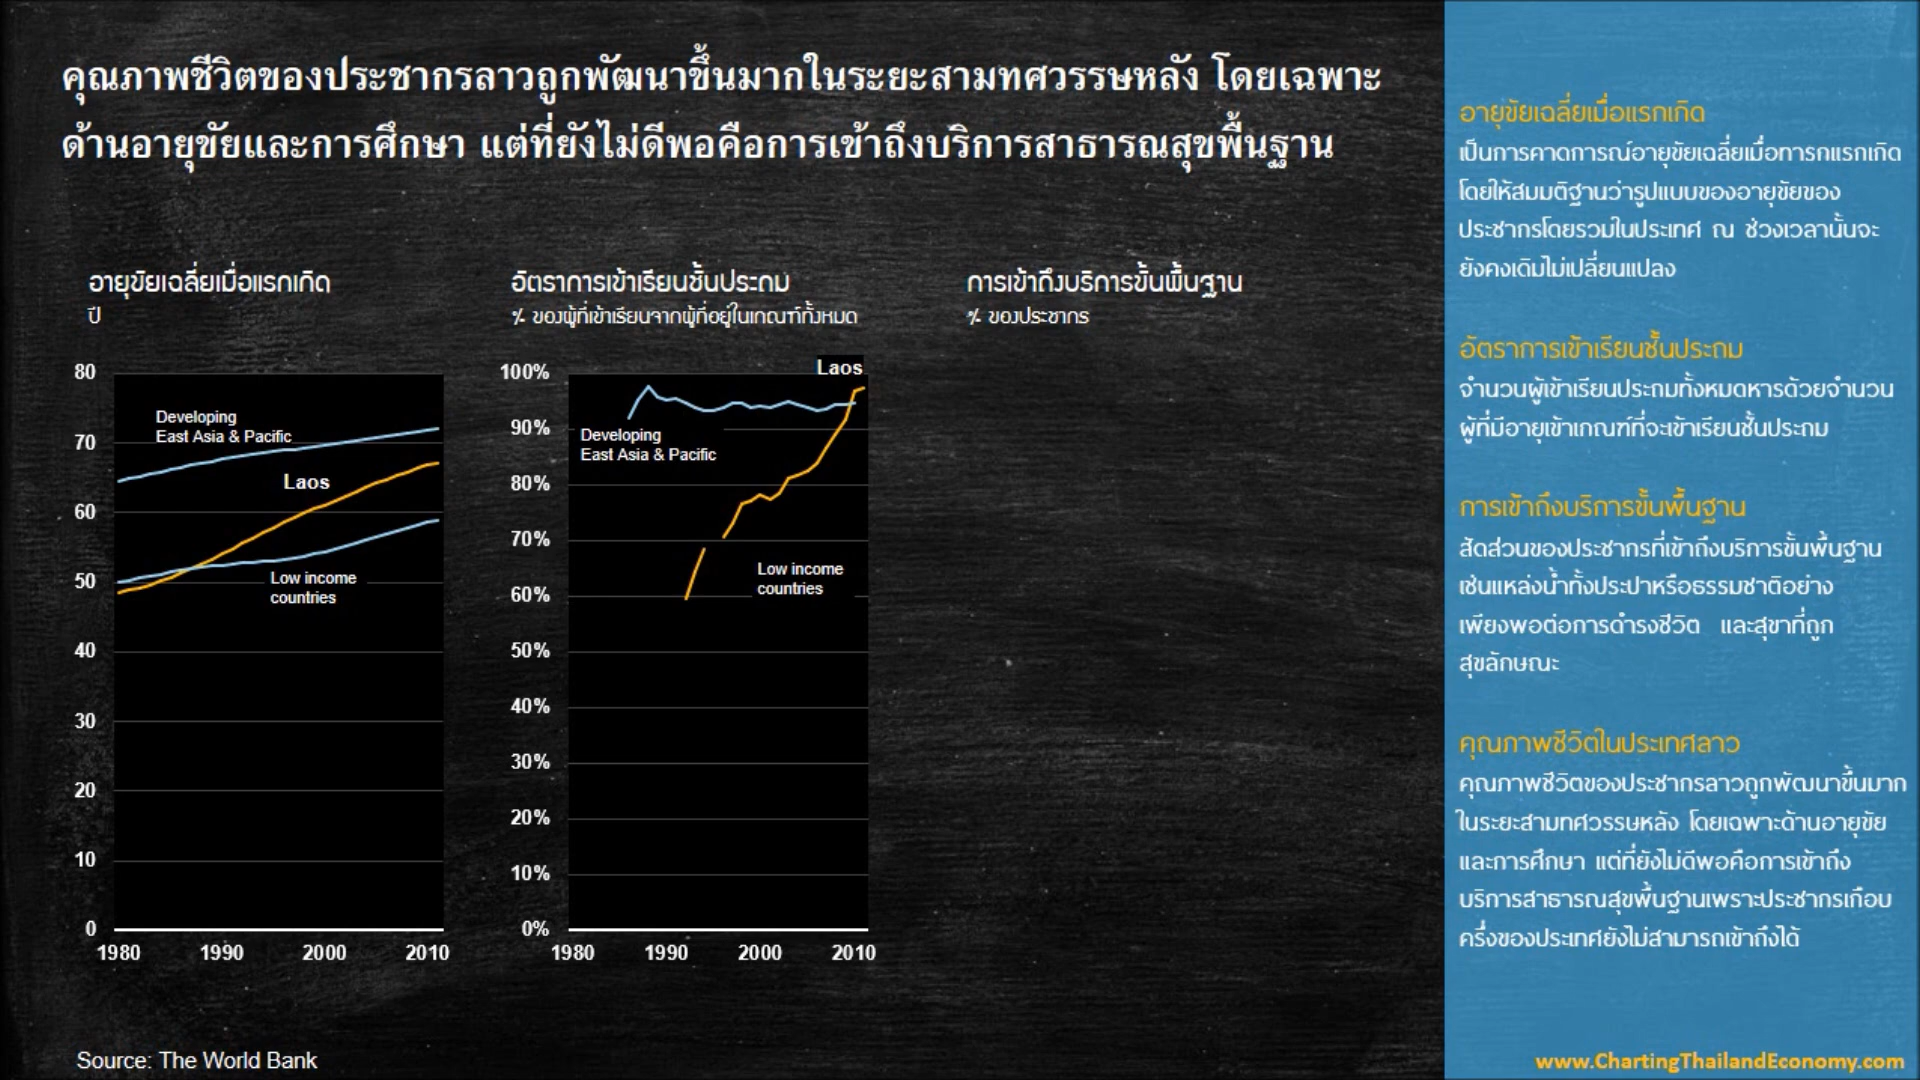 คุณภาพชีวิตของประชากรลาวถูกพัฒนาขึ้นมากในระยะสามทศวรรษหลัง โดยเฉพาะ
ด้านอายุขัยและการศึกษา แต่ที่ยังไม่ดีพอคือการเข้าถึงบริการสาธารณสุขพื้นฐาน
อายุขัยเฉลี่ยเมื่อแรกเกิด
ปี
80
70
60
50
40
30
20
10
0
1980 1990 2000 2010
Developing
East Asia & Pacific
Laos
Low income
countries
อัตราการเข้าเรียนชั้นประถม
% ของผู้ที่เข้าเรียนจากผู้ที่อยู่ในเกณฑ์ทั้งหมด
100%
90%
80%
70%
60%
50%
40%
30%
20%
10%
0%
1980 1990 2000 2010
Laos
Developing
East Asia & Pacific
Low income
countries
การเข้าถึงบริการขั้นพื้นฐาน
% ของประชากร
Source: The World Bank
อายุขัยเฉลี่ยเมื่อแรกเกิด
เป็นการคาดการณ์อายุขัยเฉลี่ยเมื่อทารกแรกเกิด
โดยให้สมมติฐานว่ารูปแบบของอายุขัยของ
ประชากรโดยรวมในประเทศ ณ ช่วงเวลานั้นจะ
ยังคงเดิมไม่เปลี่ยนแปลง
อัตราการเข้าเรียนชั้นประถม
จำนวนผู้เข้าเรียนประถมทั้งหมดหารด้วยจำนวน
ผู้ที่มีอายุเข้าเกณฑ์ที่จะเข้าเรียนชั้นประถม
การเข้าถึงบริการขั้นพื้นฐาน
สัดส่วนของประชากรที่เข้าถึงบริการขั้นพื้นฐาน
เช่นแหล่งน้ำทั้งประปาหรือธรรมชาติอย่าง
เพียงพอต่อการดำรงชีวิต และสุขาที่ถูก
สุขลักษณะ
คุณภาพชีวิตในประเทศลาว
คุณภาพชีวิตของประชากรลาวถูกพัฒนาขึ้นมาก
ในระยะสามทศวรรษหลัง โดยเฉพาะด้านอายุขัย
และการศึกษา แต่ที่ยังไม่ดีพอคือการเข้าถึง
บริการสาธารณสุขพื้นฐานเพราะประชากรเกือบ
ครึ่งของประเทศยังไม่สามารถเข้าถึงได้
www.ChartingThailandEconomy.com